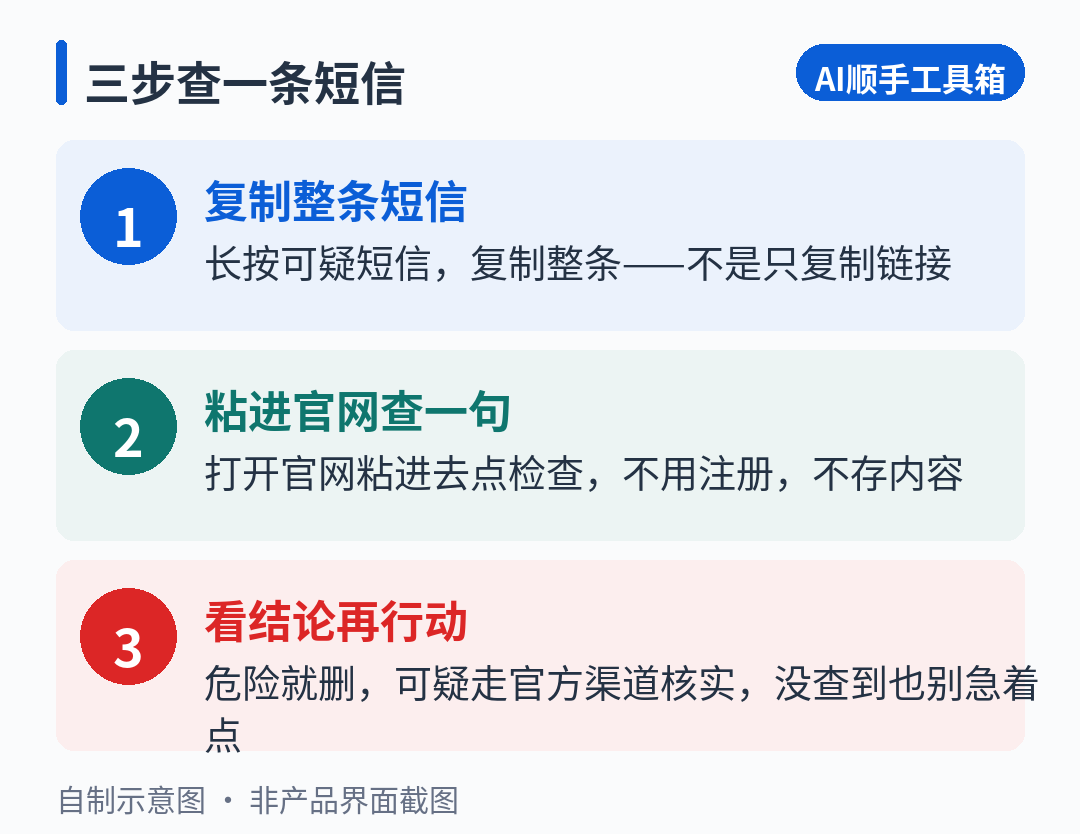 三步查一条短信
AI顺手工具箱
1
复制整条短信
长按可疑短信，复制整条——不是只复制链接
2
粘进官网查一句
打开官网粘进去点检查，不用注册，不存内容
3
看结论再行动
危险就删，可疑走官方渠道核实，没查到也别急着
点
自制示意图 · 非产品界面截图